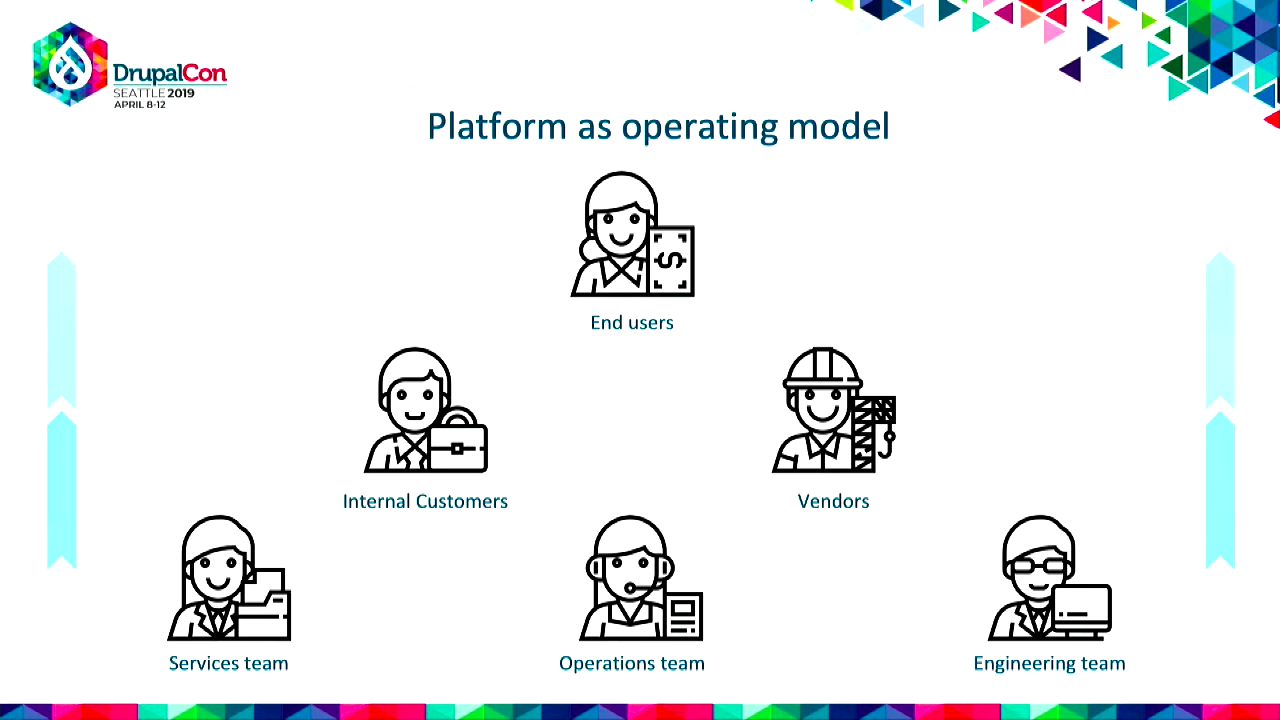 DrupalCon
SEATTLE 2019
APRIL 8-12
Platform as operating model
$
End users
Internal Customers
Vendors
Services team
Operations team
Engineering team